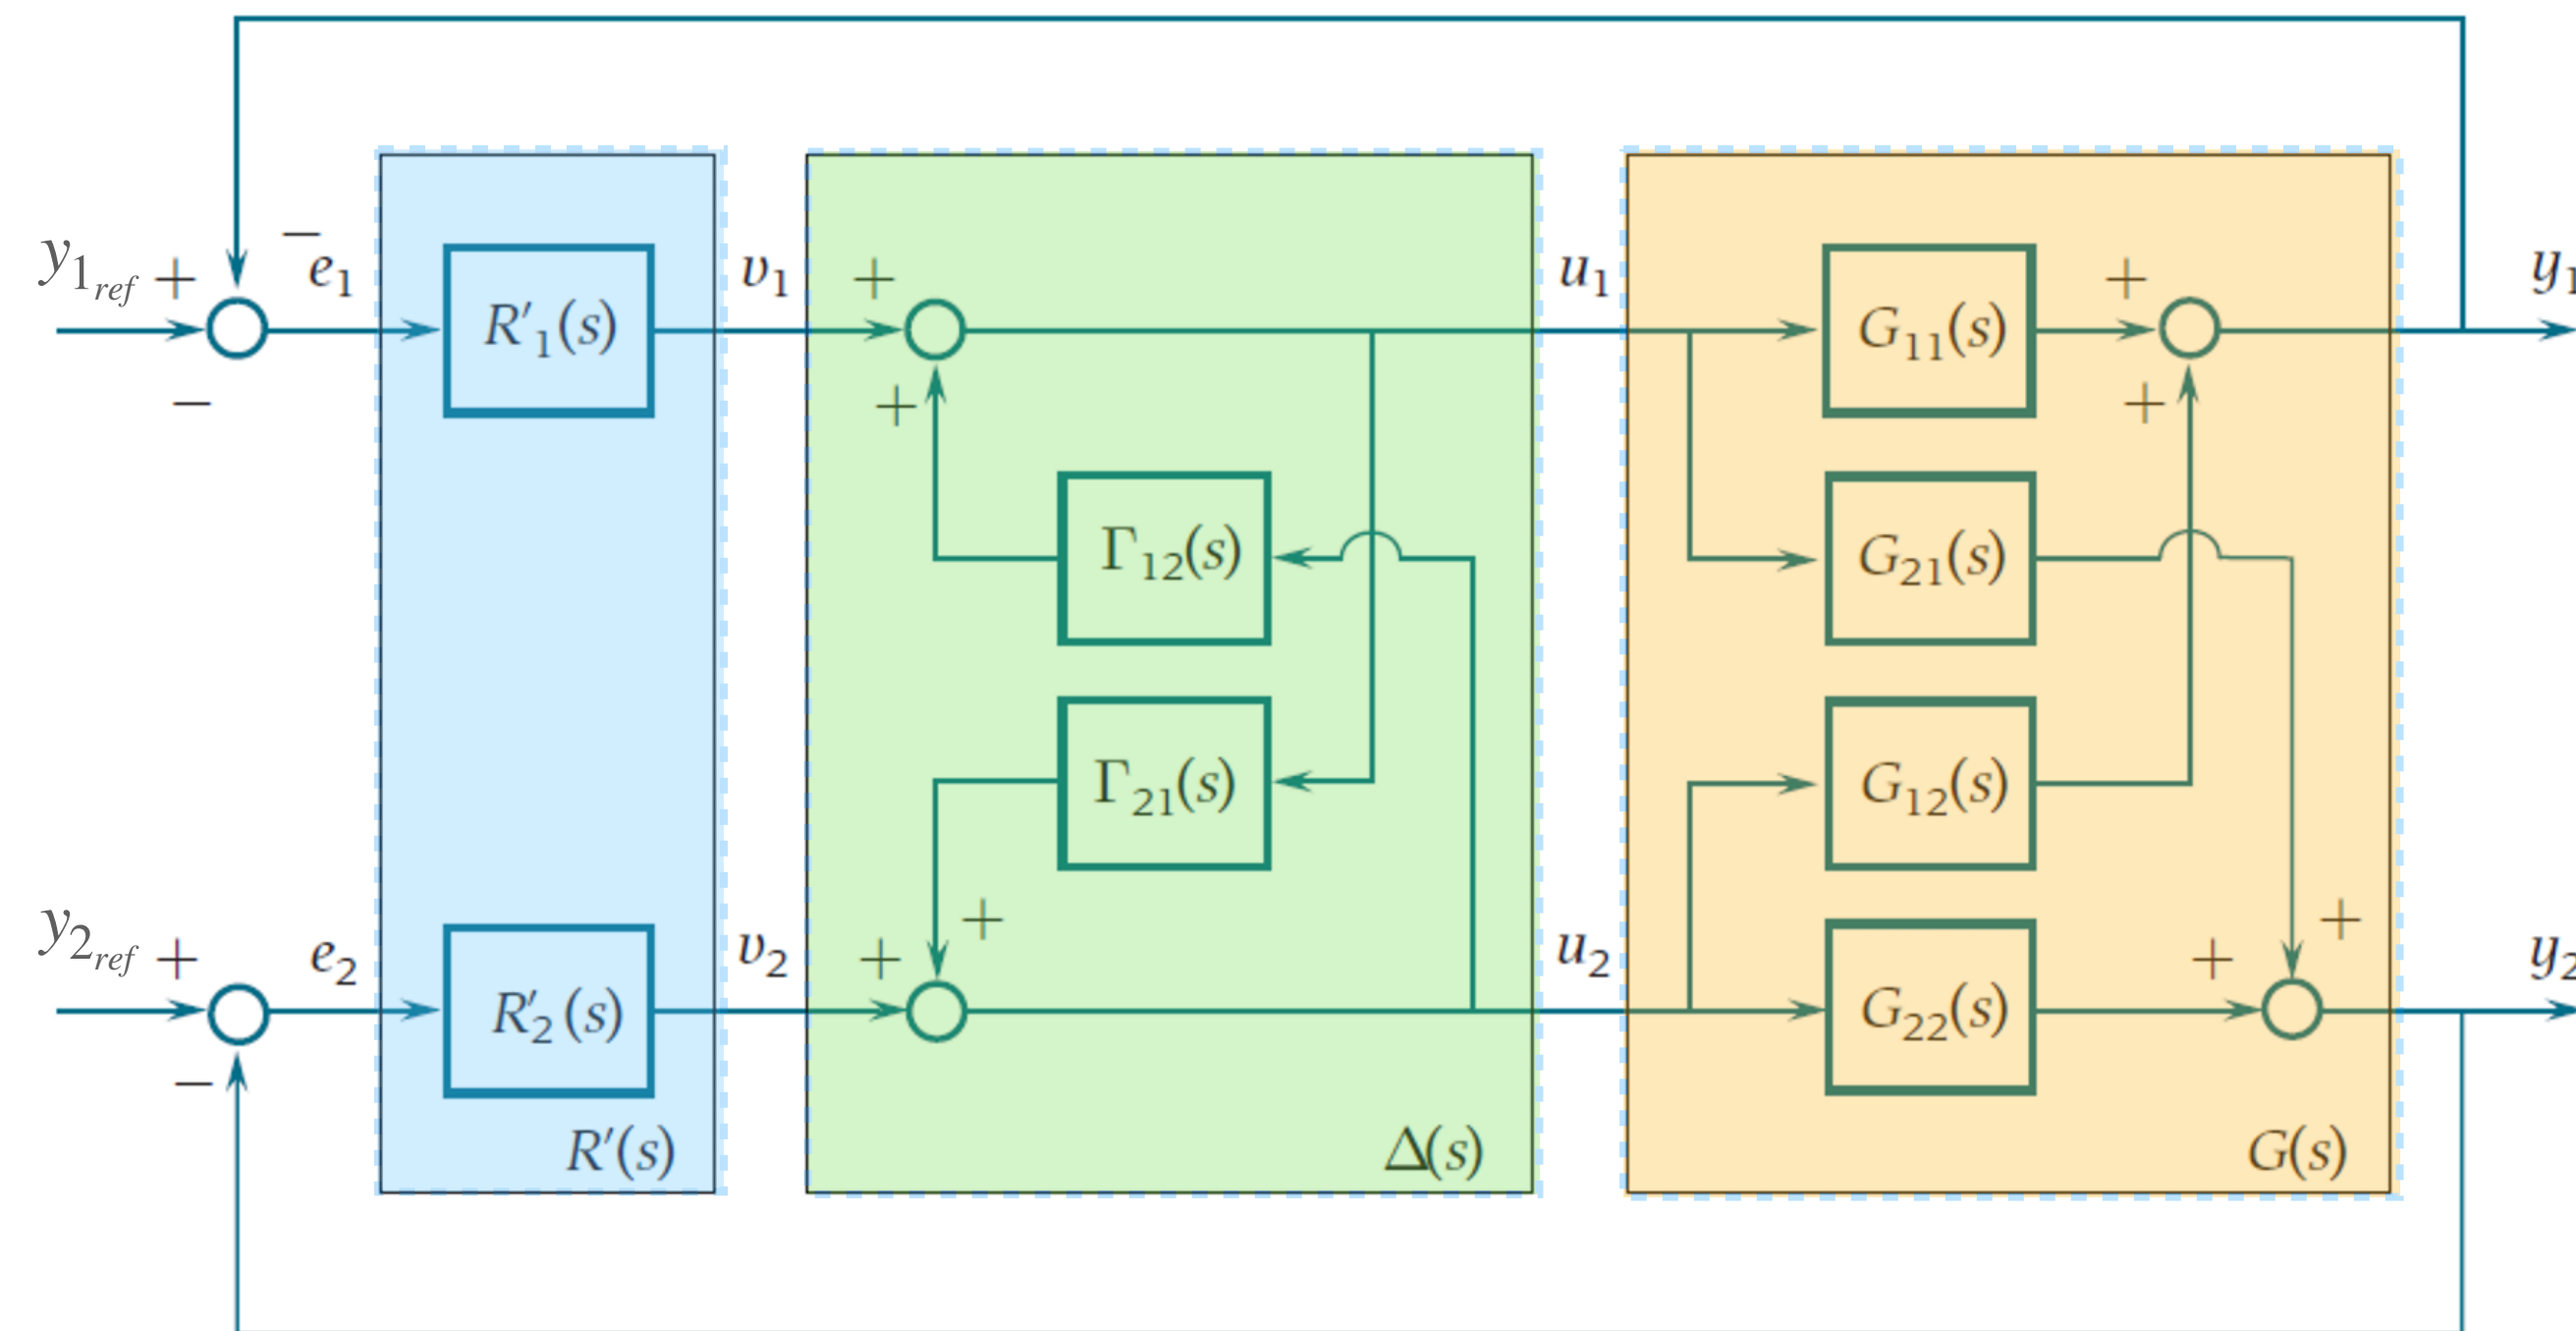 y1ref + − e1 R′1(s) v1 + u1 G11(s) + y1
− + +
Γ12(s) G21(s)
Γ21(s) G12(s)
y2ref + e2 R′2(s) v2 + + u2 G22(s) + + y2
−
R′(s) Δ(s) G(s)